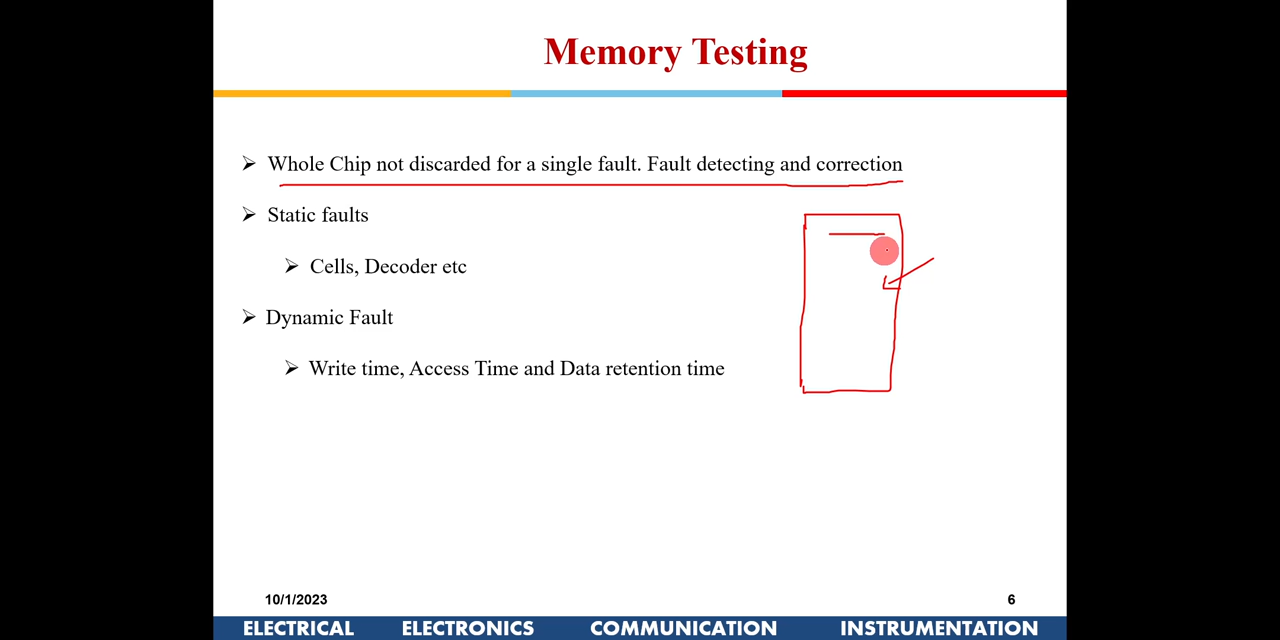 Memory Testing
➢ Whole Chip not discarded for a single fault. Fault detecting and correction
➢ Static faults
➢ Cells, Decoder etc
➢ Dynamic Fault
➢ Write time, Access Time and Data retention time
10/1/2023 6
ELECTRICAL ELECTRONICS COMMUNICATION INSTRUMENTATION